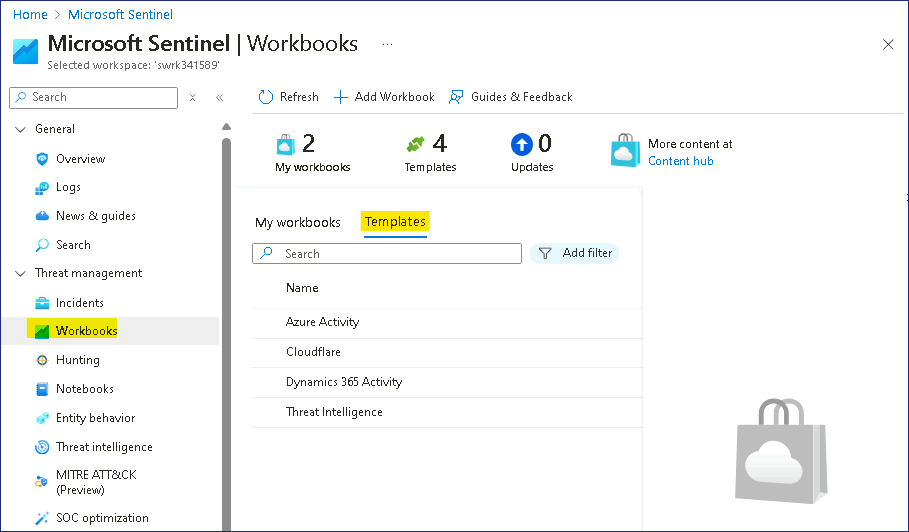 Home > Microsoft Sentinel
Microsoft Sentinel | Workbooks ...
Selected workspace: 'swrk341589'
Search
Refresh
Add Workbook
Guides & Feedback
General
Overview
Logs
News & guides
Search
Threat management
Incidents
Workbooks
Hunting
Notebooks
Entity behavior
Threat intelligence
MITRE ATT&CK
(Preview)
SOC optimization
2
My workbooks
4
Templates
0
Updates
More content at
Content hub
My workbooks
Templates
Search
Add filter
Name
Azure Activity
Cloudflare
Dynamics 365 Activity
Threat Intelligence